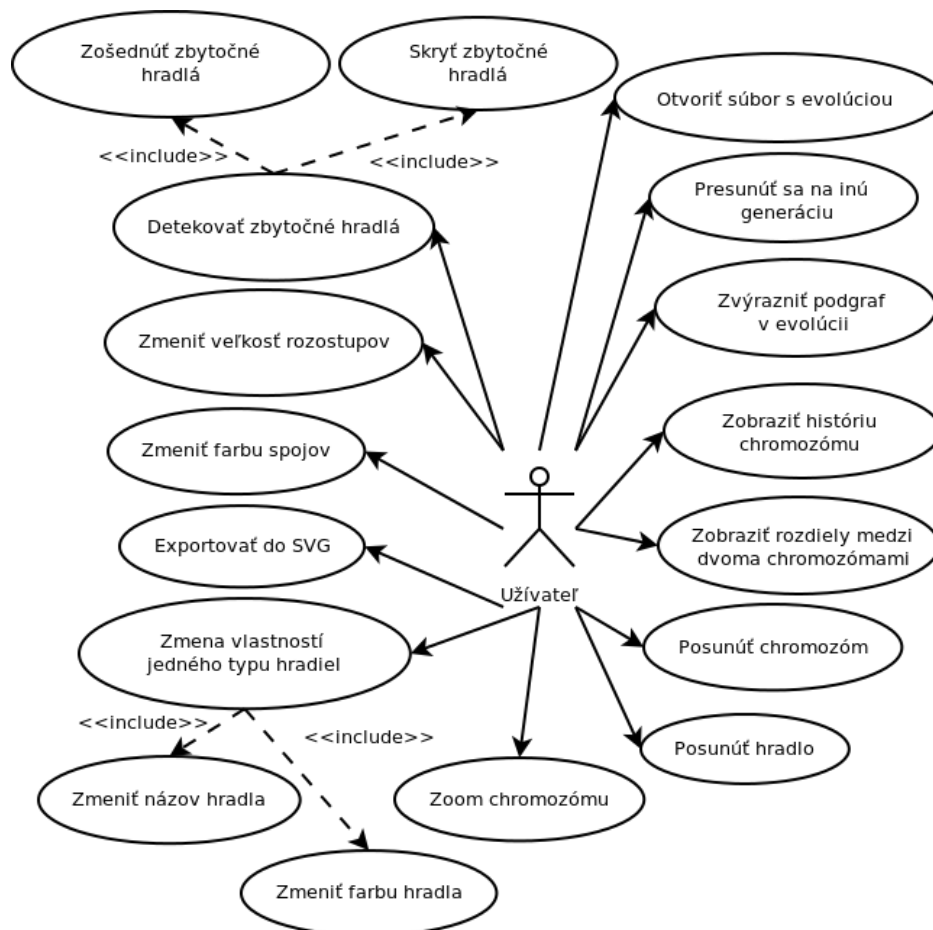 Zošednúť zbytočné
hradlá
Skryť zbytočné
hradlá
Otvoriť súbor s evolúciou
<<include>>
<<include>>
Presunúť sa na inú
generáciu
Detekovať zbytočné hradlá
Zvýrazniť podgraf
v evolúcii
Zmeniť veľkosť rozostupov
Zobraziť históriu
chromozómu
Zmeniť farbu spojov
Zobraziť rozdiely medzi
dvoma chromozómami
Exportovať do SVG
Užívateľ
Zmena vlastností
jedného typu hradiel
Posunúť chromozóm
<<include>>
<<include>>
Posunúť hradlo
Zmeniť názov hradla
Zoom chromozómu
Zmeniť farbu hradla